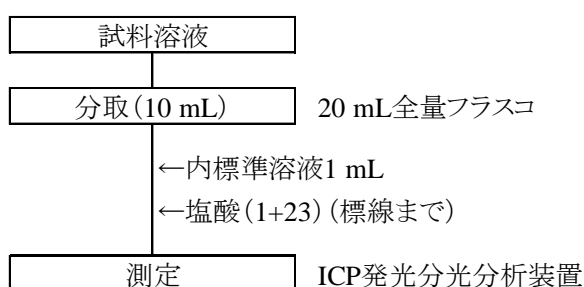 試料溶液
分取(10 mL) 20 mL全量フラスコ
←内標準溶液1 mL
←塩酸(1+23)(標線まで)
測定 ICP発光分光分析装置